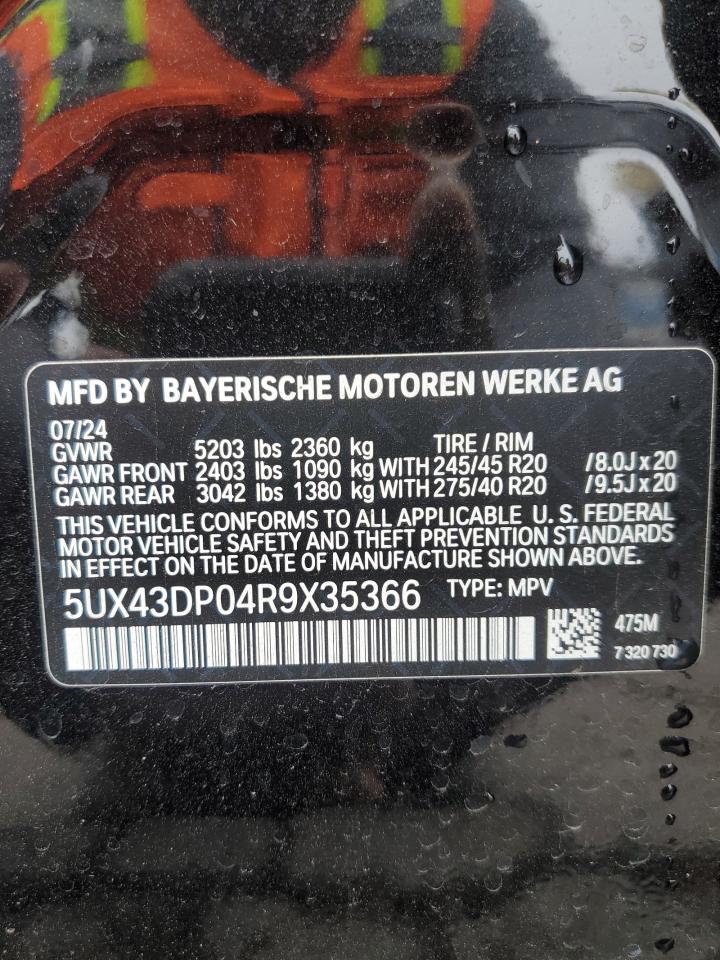 MFD BY BAYERISCHE MOTOREN WERKE AG
07/24
GVWR 5203 lbs 2360 kg TIRE / RIM
GAWR FRONT 2403 lbs 1090 kg WITH 245/45 R20 /8.0J x 20
GAWR REAR 3042 lbs 1380 kg WITH 275/40 R20 /9.5J x 20
THIS VEHICLE CONFORMS TO ALL APPLICABLE U. S. FEDERAL
MOTOR VEHICLE SAFETY AND THEFT PREVENTION STANDARDS
IN EFFECT ON THE DATE OF MANUFACTURE SHOWN ABOVE.
5UX43DP04R9X35366 TYPE: MPV
475M
7 320 730